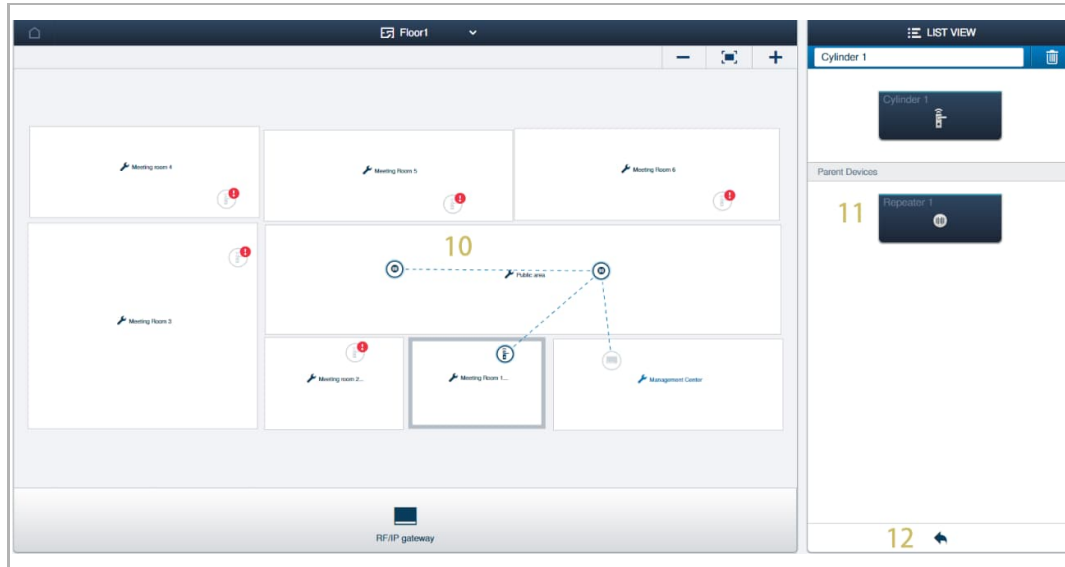 Floor1
LIST VIEW
Cylinder 1
Cylinder 1
Meeting room 4
Meeting Room 5
Meeting Room 6
Parent Devices
11
Repeater 1
10
Public area
Meeting Room 3
Meeting room 2...
Meeting Room 1...
Management Center
RF/IP gateway
12